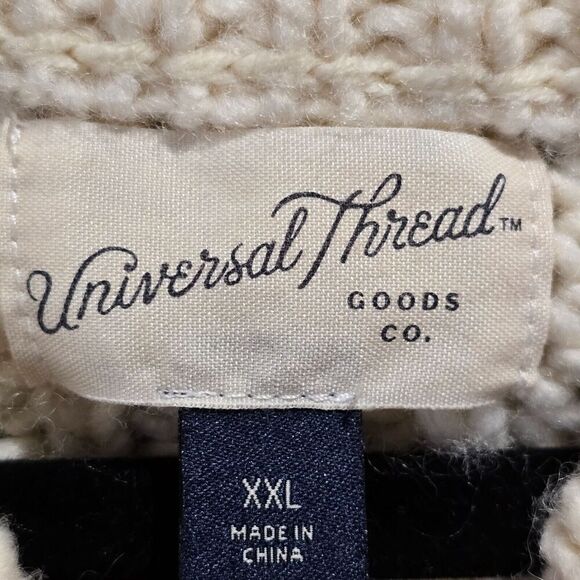 Universal Thread™
GOODS
CO.
XXL
MADE IN
CHINA